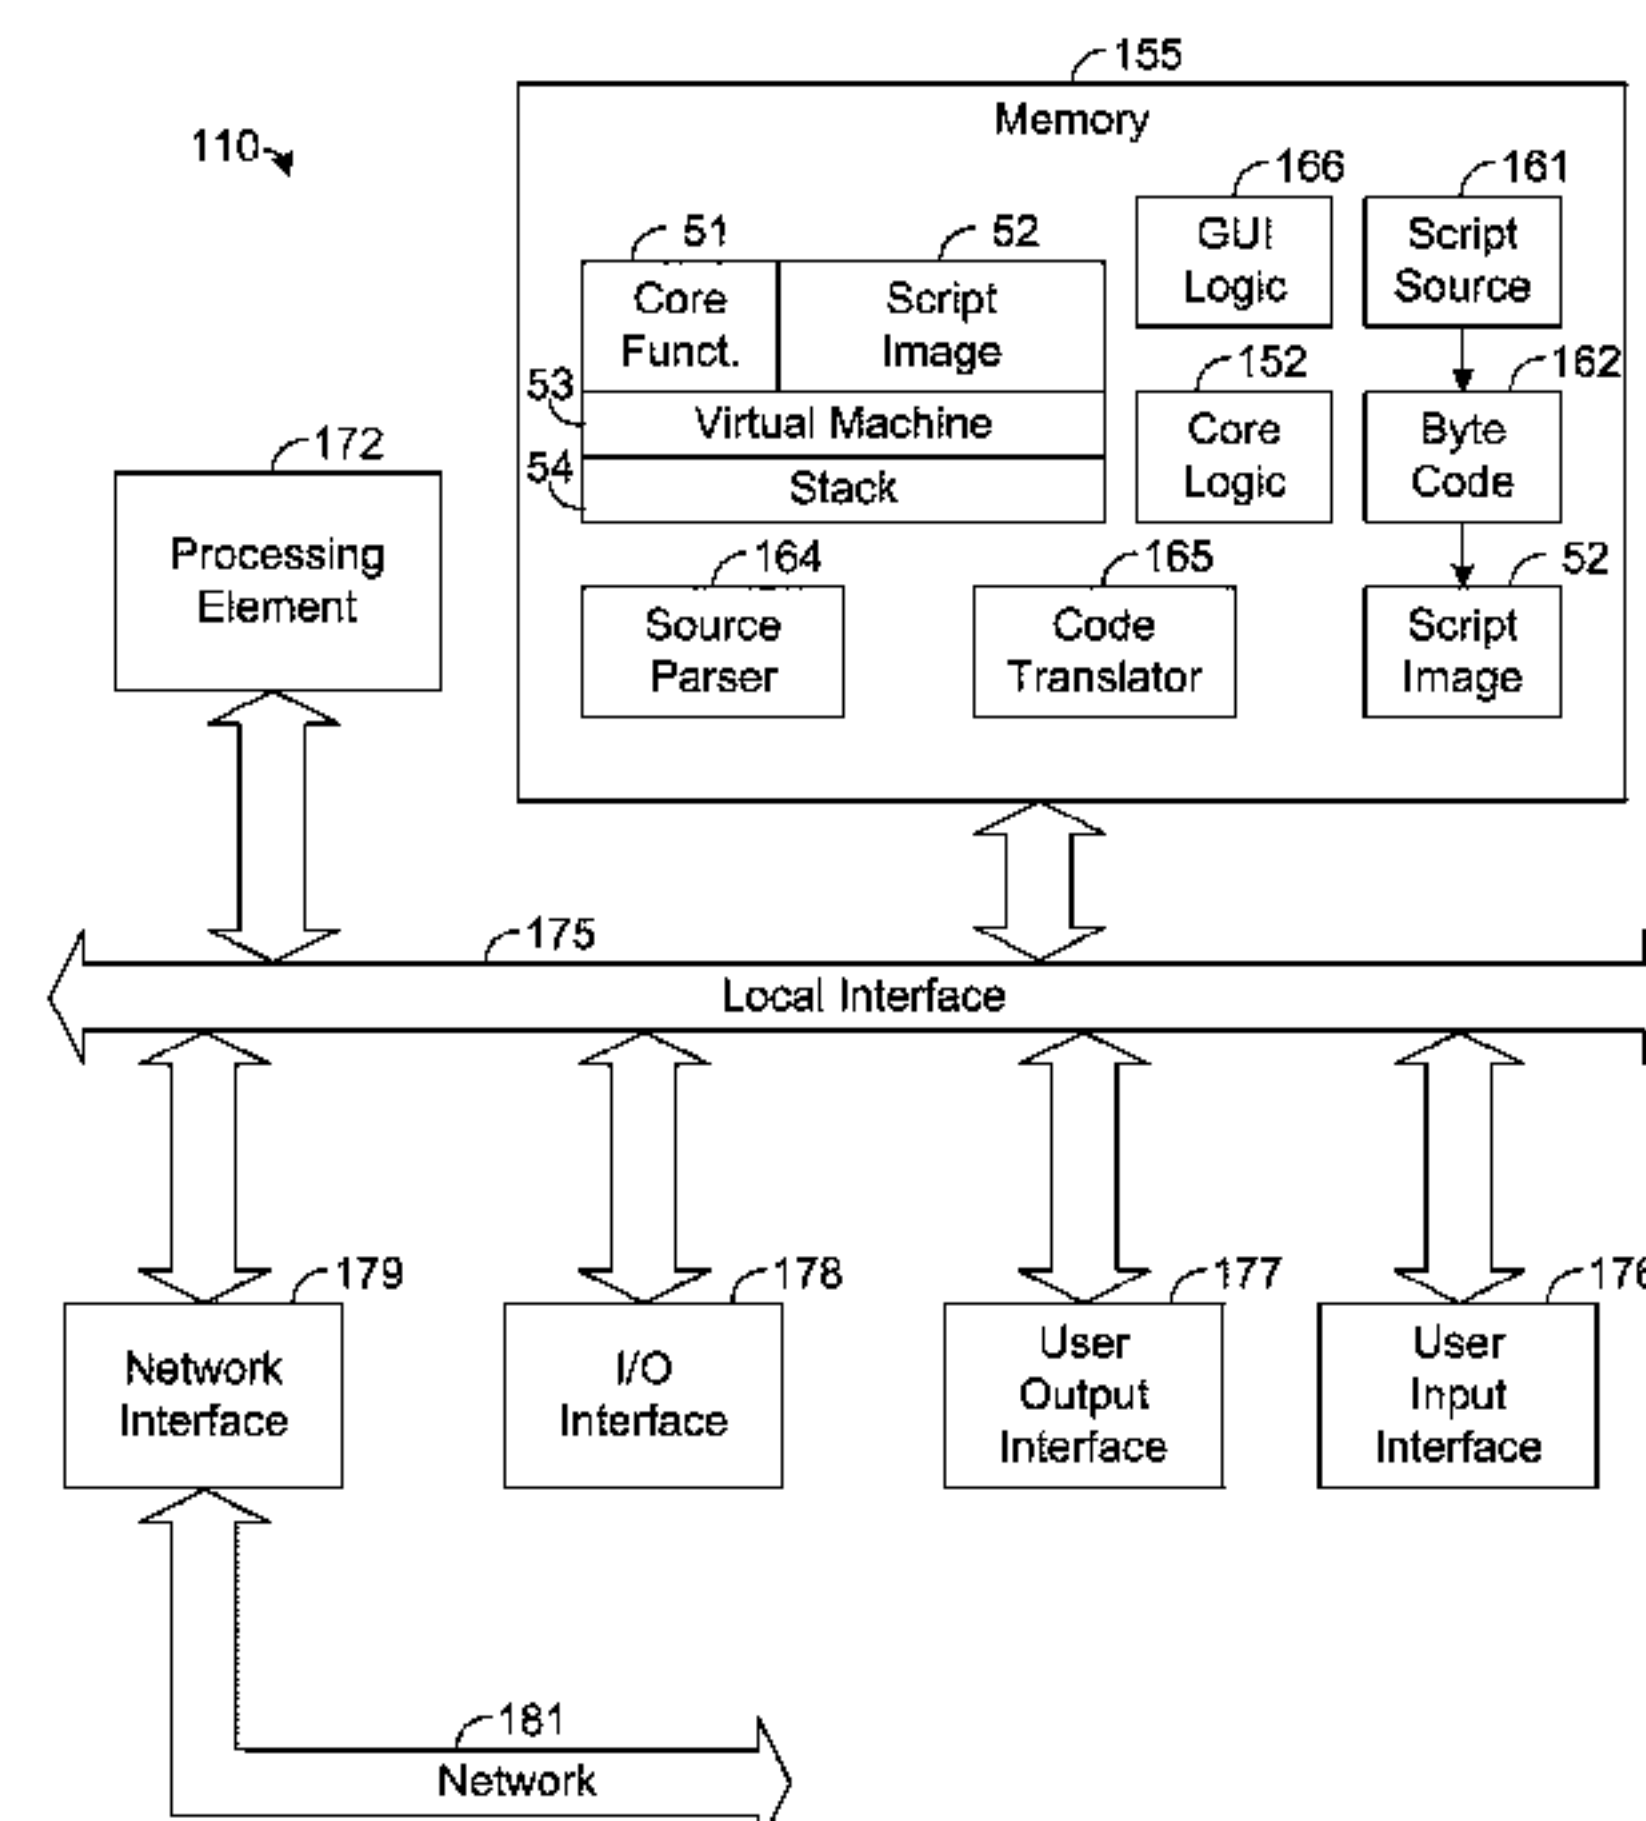 155
Memory
110
166
161
51
52
GUI
Logic
Script
Source
Core
Funct.
Script
Image
53
152
162
Virtual Machine
Core
Logic
Byte
Code
172
54
Stack
Processing
Element
164
165
52
Source
Parser
Code
Translator
Script
Image
175
Local Interface
179
178
177
176
Network
Interface
I/O
Interface
User
Output
Interface
User
Input
Interface
181
Network